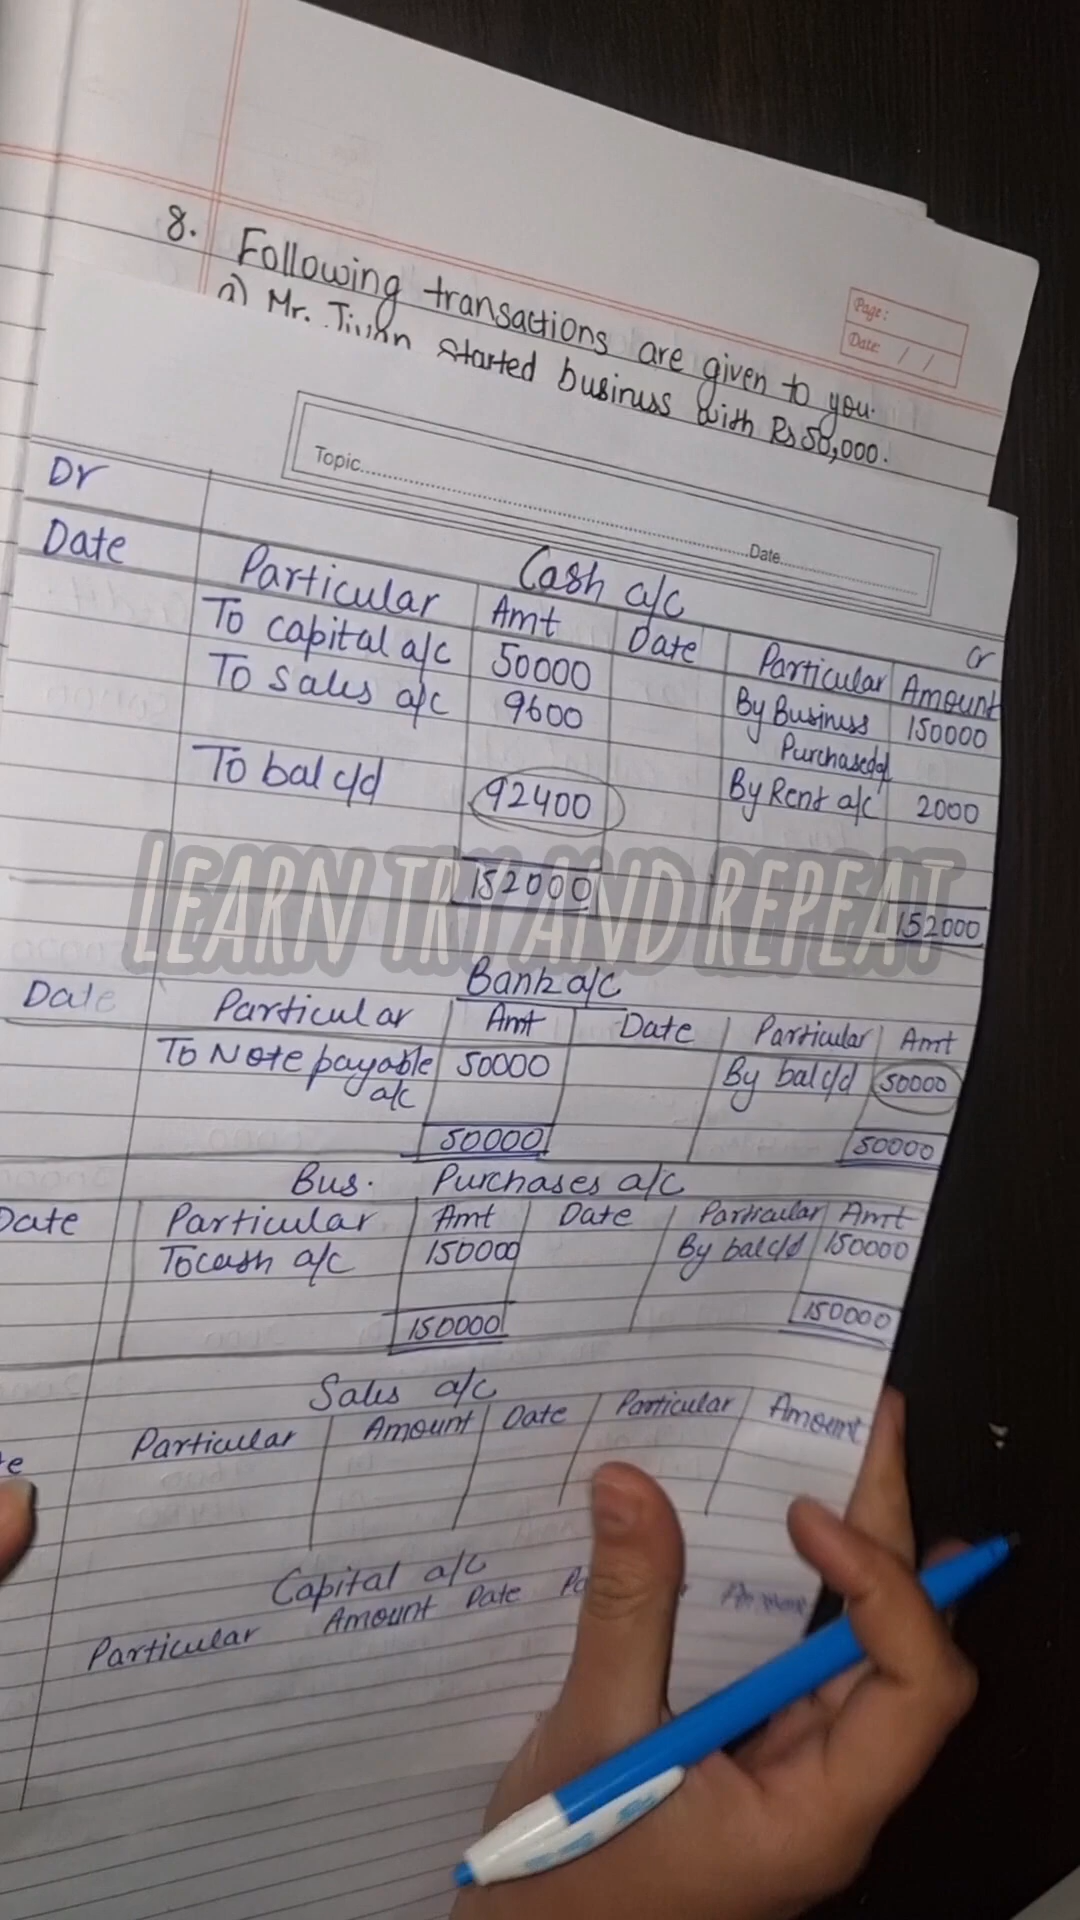 8. Following transactions are given to you.
a) Mr. Jivan started business with Rs 50,000.
Page:
Date: / /
Topic Date
Dr Cash a/c Cr
Date Particular Amt Date Particular Amount
To capital a/c 50000 By Business 150000
Purchased a/c
To Sales a/c 9600
To bal c/d 92400 By Rent a/c 2000
152000 152000
LEARN TRY AND REPEAT
Bank a/c
Date Particular Amt Date Particular Amt
To Note payable 50000 By bal c/d 50000
a/c
50000 50000
Bus. Purchases a/c
Date Particular Amt Date Particular Amt
To cash a/c 150000 By bal c/d 150000
150000 150000
Sales a/c
Particular Amount Date Particular Amount
Capital a/c
Particular Amount Date